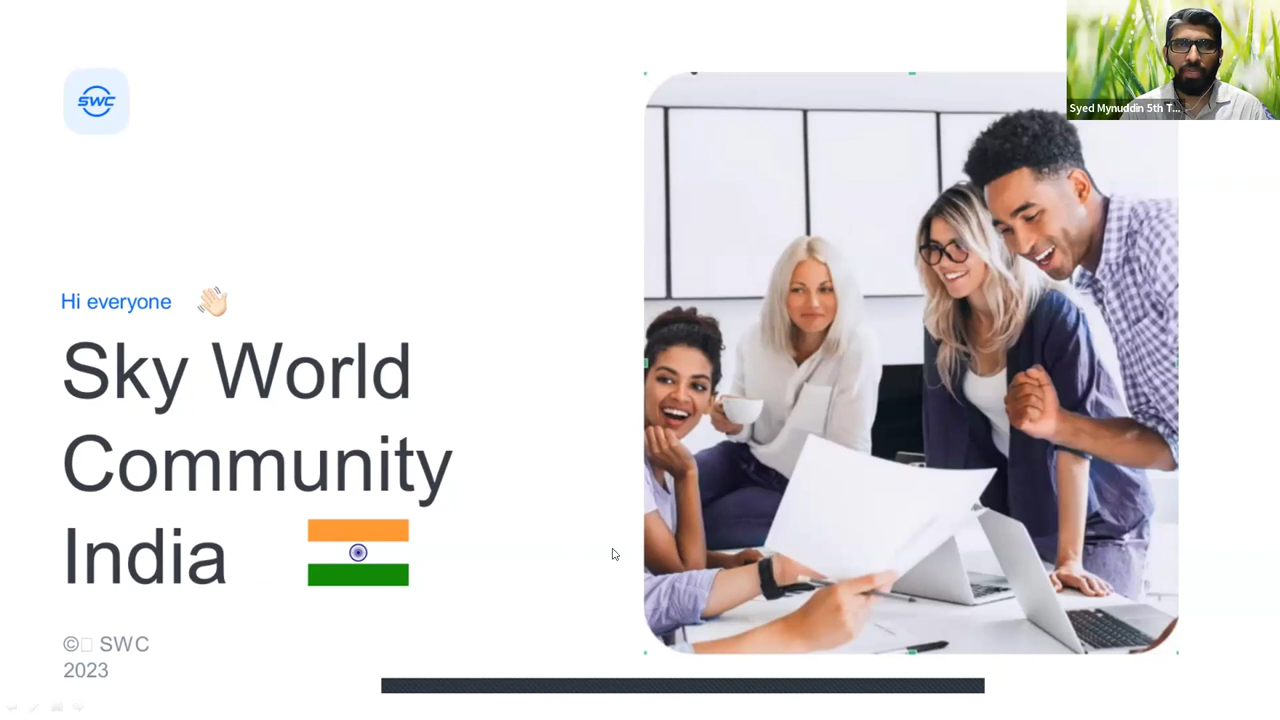 SWC
Syed Mynuddin 5th T...
Hi everyone
Sky World
Community
India
© SWC
2023